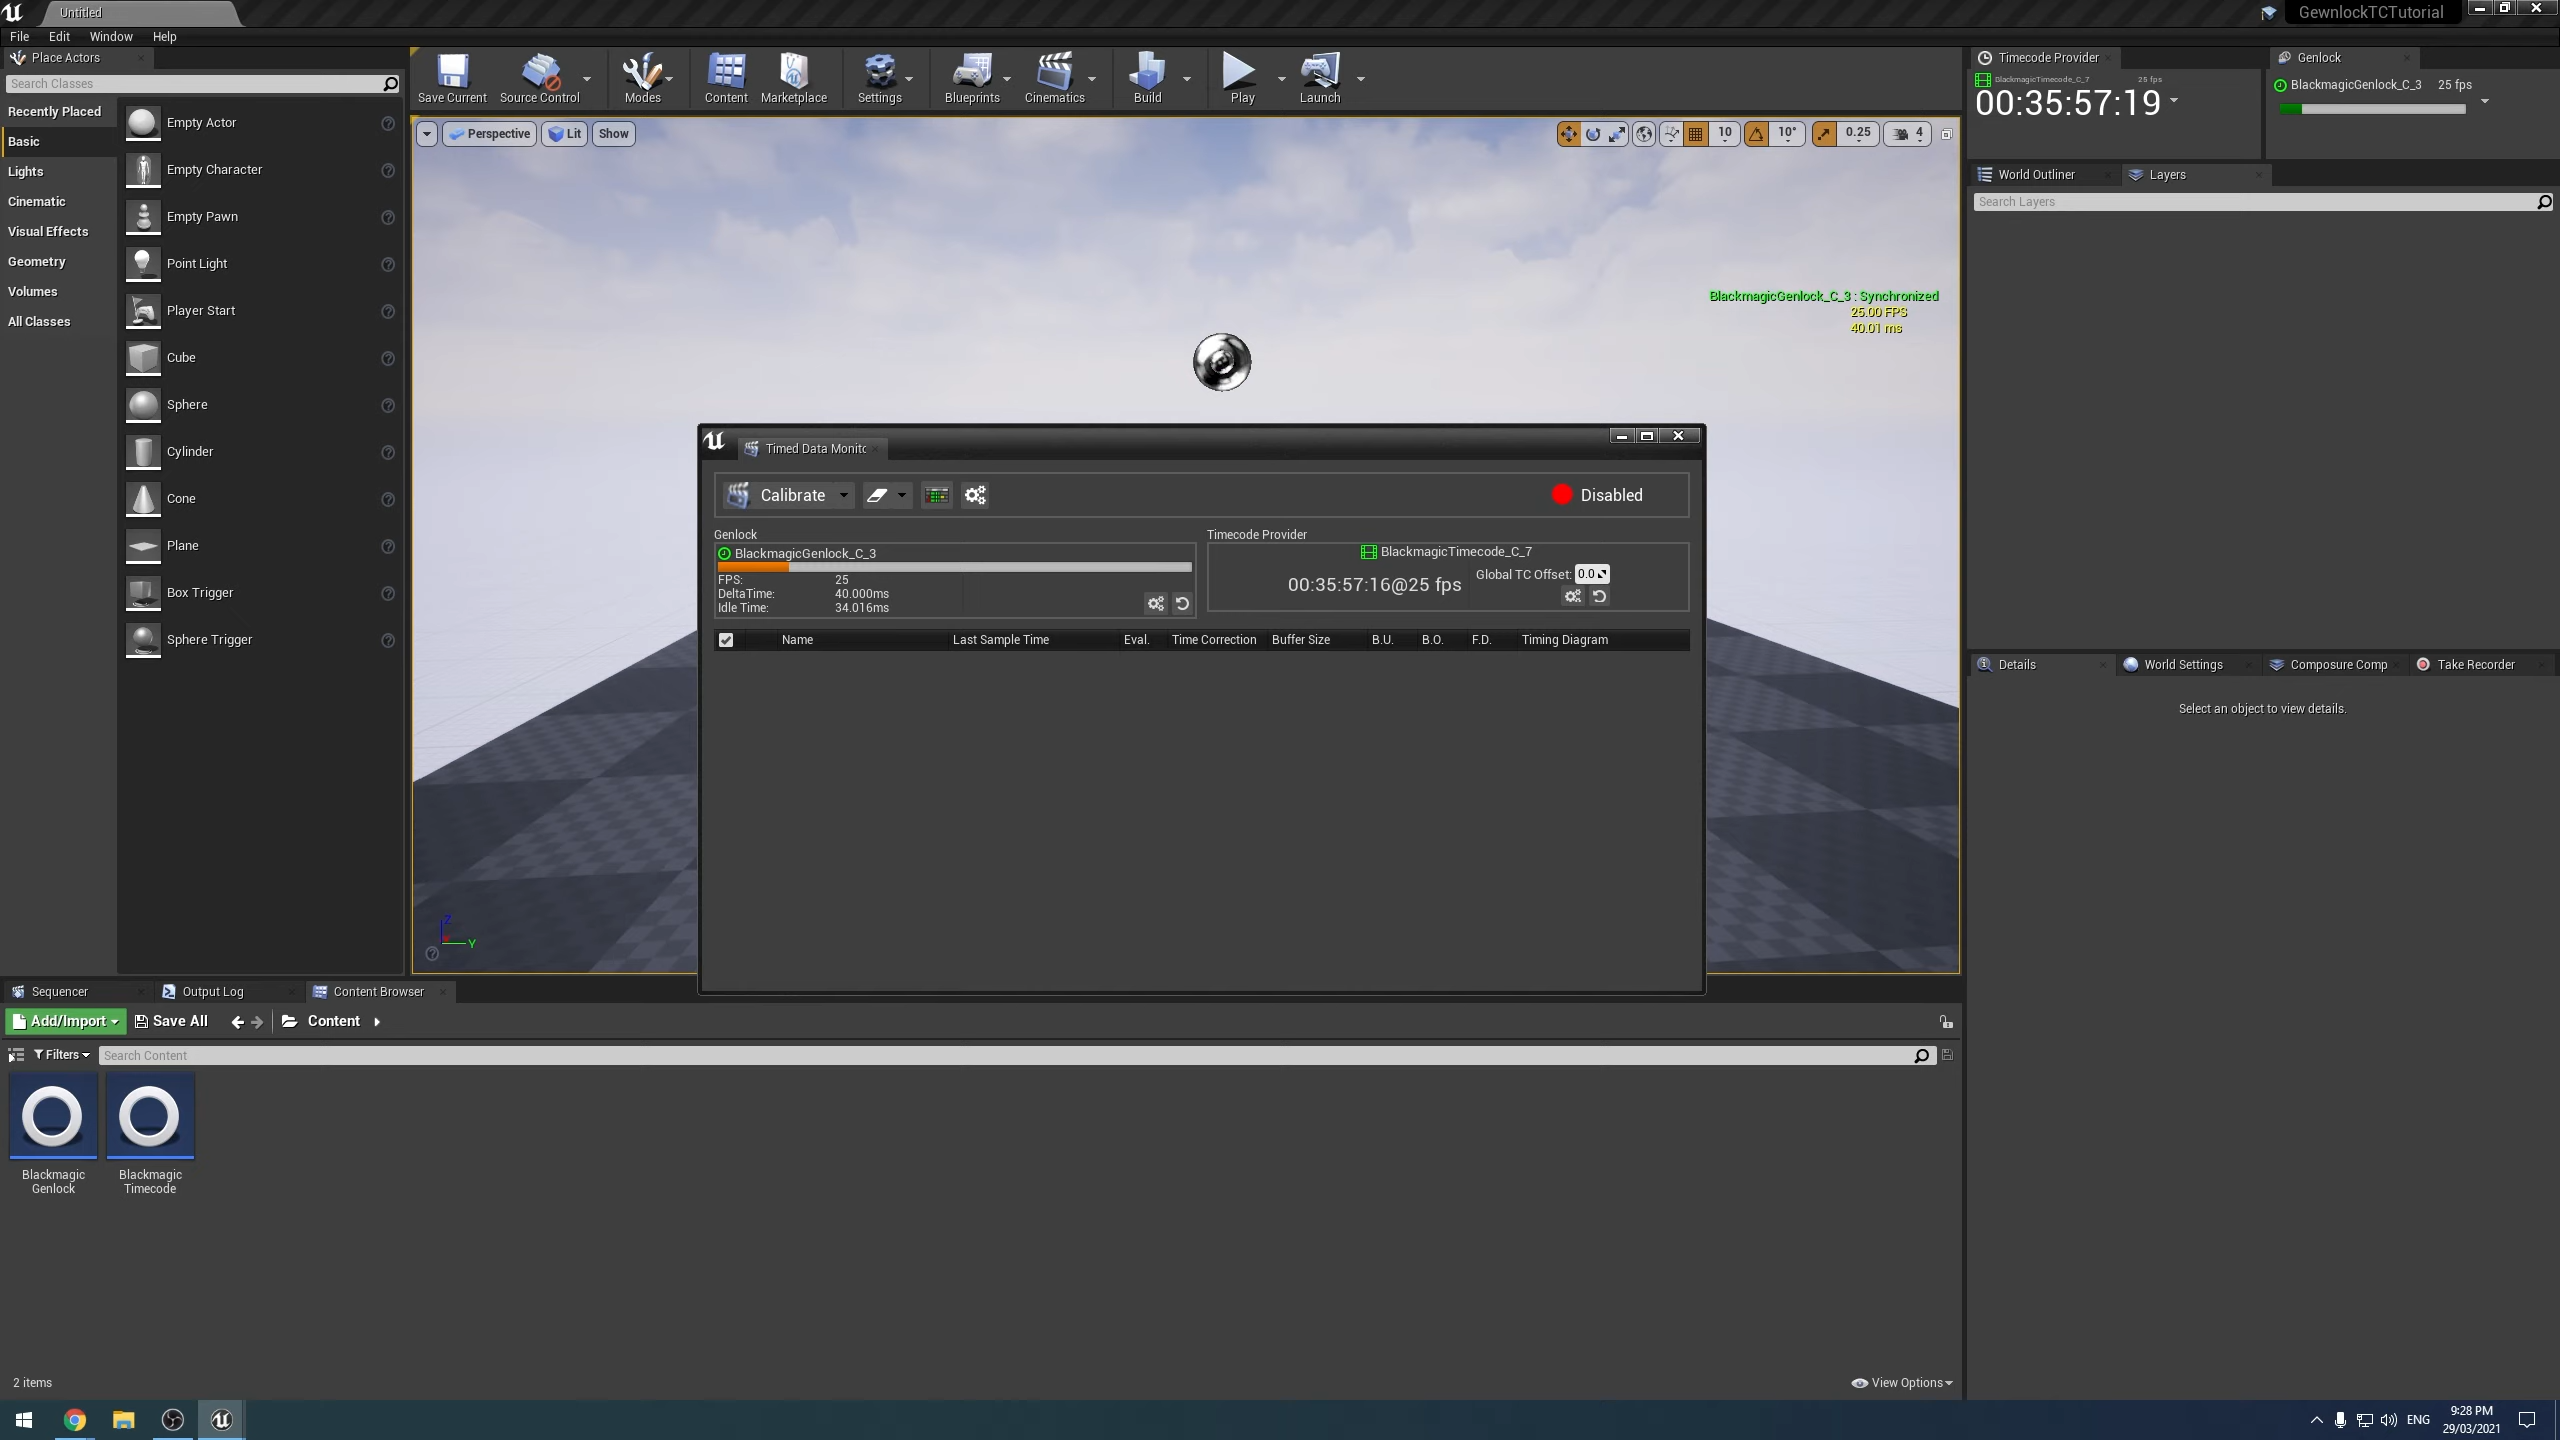 Untitled
GewnlockTCTutorial
File Edit Window Help
Place Actors
Search Classes
Recently Placed
Basic
Lights
Cinematic
Visual Effects
Geometry
Volumes
All Classes
Empty Actor
Empty Character
Empty Pawn
Point Light
Player Start
Cube
Sphere
Cylinder
Cone
Plane
Box Trigger
Sphere Trigger
Save Current Source Control Modes Content Marketplace Settings Blueprints Cinematics Build Play Launch
Perspective Lit Show
10 10° 0.25 4
BlackmagicGenlock_C_3 : Synchronized
25.00 FPS
40.01 ms
Z
Y
Timed Data Monitc
Calibrate
Disabled
Genlock
BlackmagicGenlock_C_3
FPS: 25
DeltaTime: 40.000ms
Idle Time: 34.016ms
Timecode Provider
BlackmagicTimecode_C_7
00:35:57:16@25 fps
Global TC Offset: 0.0
Name Last Sample Time Eval. Time Correction Buffer Size B.U. B.O. F.D. Timing Diagram
Timecode Provider
BlackmagicTimecode_C_7 25 fps
00:35:57:19
Genlock
BlackmagicGenlock_C_3 25 fps
World Outliner Layers
Search Layers
Details World Settings Composure Comp Take Recorder
Select an object to view details.
Sequencer Output Log Content Browser
Add/Import Save All Content
Filters Search Content
Blackmagic
Genlock
Blackmagic
Timecode
2 items
View Options
ENG
9:28 PM
29/03/2021